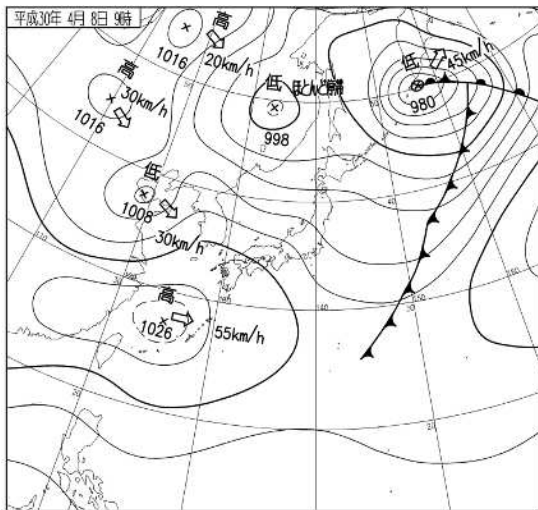 平成30年 4月 8日 9時
高
1016
20km/h
高
30km/h
1016
低
ほとんど停滞
998
低
45km/h
980
低
1008
30km/h
高
1026
55km/h